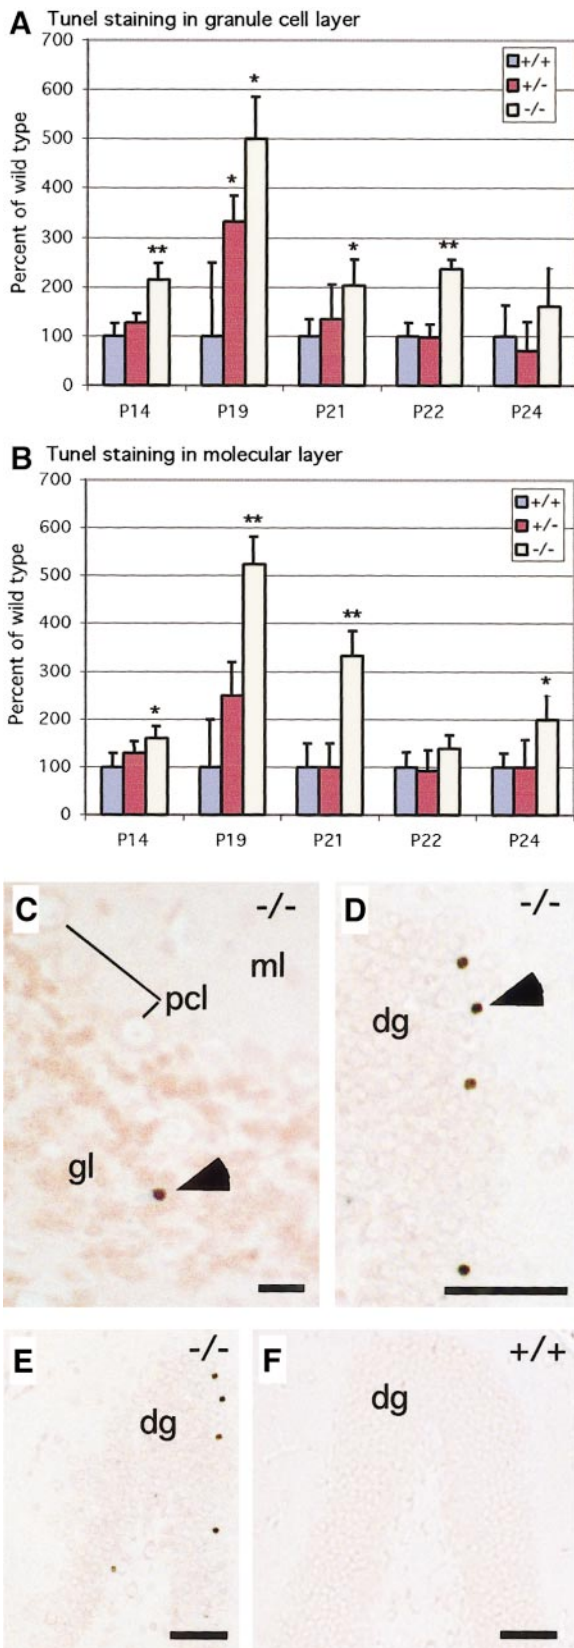 A Tunel staining in granule cell layer
Percent of wild type
700
600
500
400
300
200
100
0
+/+
+/-
-/-
**
*
*
*
**
P14 P19 P21 P22 P24
B Tunel staining in molecular layer
Percent of wild type
700
600
500
400
300
200
100
0
+/+
+/-
-/-
*
**
**
*
P14 P19 P21 P22 P24
C -/-
ml
pcl
gl
D -/-
dg
E -/-
dg
F +/+
dg